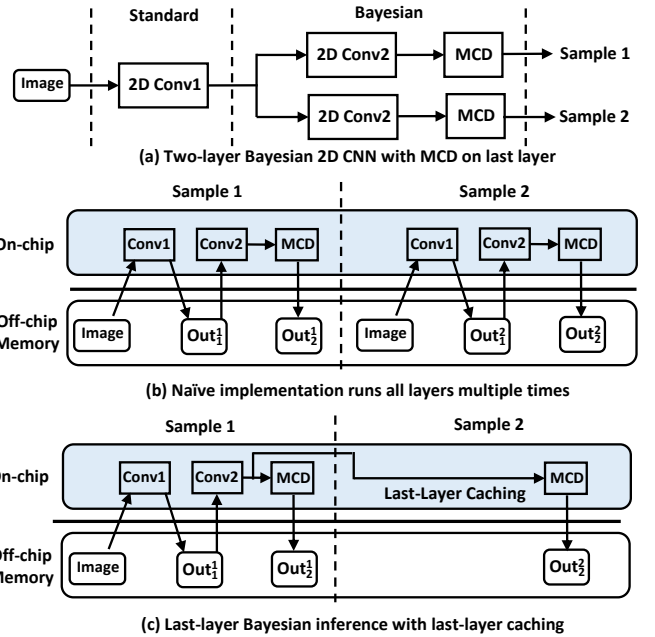 Standard Bayesian
Image 2D Conv1 2D Conv2 MCD Sample 1
2D Conv2 MCD Sample 2
(a) Two-layer Bayesian 2D CNN with MCD on last layer
Sample 1 Sample 2
On-chip Conv1 Conv2 MCD Conv1 Conv2 MCD
Off-chip
Memory
Image Out¹₁ Out¹₂ Image Out²₁ Out²₂
(b) Naïve implementation runs all layers multiple times
Sample 1 Sample 2
On-chip Conv1 Conv2 MCD MCD
Last-Layer Caching
Off-chip
Memory
Image Out¹₁ Out¹₂ Out²₂
(c) Last-layer Bayesian inference with last-layer caching